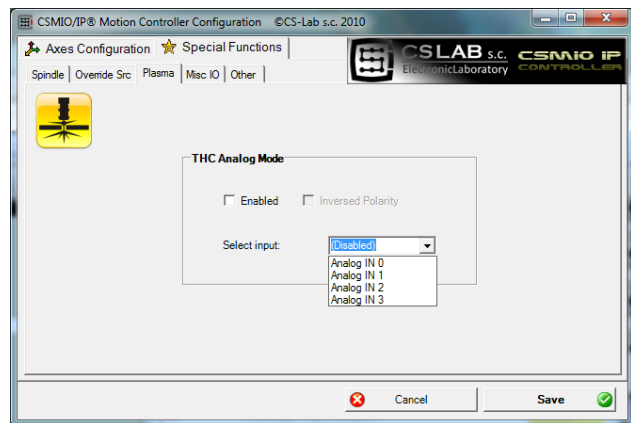 CSMIO/IP® Motion Controller Configuration ©CS-Lab s.c. 2010
Axes Configuration Special Functions
CSLAB s.c.
ElectronicLaboratory
CSMIO IP
CONTROLLER
Spindle Override Src Plasma Misc IO Other
THC Analog Mode
Enabled Inversed Polarity
Select input: (Disabled)
Analog IN 0
Analog IN 1
Analog IN 2
Analog IN 3
Cancel Save